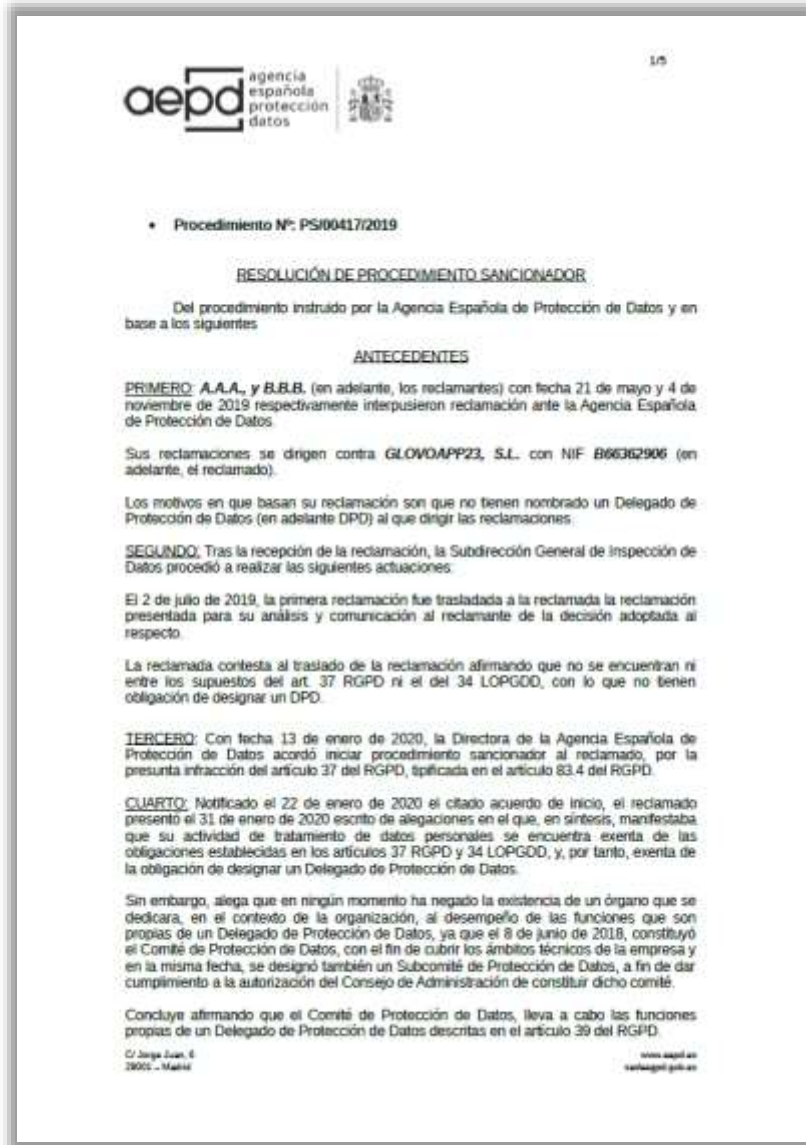 1/5
aepd
agencia
española
protección
datos
• Procedimiento Nº: PS/00417/2019
RESOLUCIÓN DE PROCEDIMIENTO SANCIONADOR
Del procedimiento instruido por la Agencia Española de Protección de Datos y en
base a los siguientes
ANTECEDENTES
PRIMERO: A.A.A., y B.B.B. (en adelante, los reclamantes) con fecha 21 de mayo y 4 de
noviembre de 2019 respectivamente interpusieron reclamación ante la Agencia Española
de Protección de Datos.
Sus reclamaciones se dirigen contra GLOVOAPP23, S.L. con NIF B66362906 (en
adelante, el reclamado).
Los motivos en que basan su reclamación son que no tienen nombrado un Delegado de
Protección de Datos (en adelante DPD) al que dirigir las reclamaciones.
SEGUNDO: Tras la recepción de la reclamación, la Subdirección General de Inspección de
Datos procedió a realizar las siguientes actuaciones:
El 2 de julio de 2019, la primera reclamación fue trasladada a la reclamada la reclamación
presentada para su análisis y comunicación al reclamante de la decisión adoptada al
respecto.
La reclamada contesta al traslado de la reclamación afirmando que no se encuentran ni
entre los supuestos del art. 37 RGPD ni el del 34 LOPGDD, con lo que no tienen
obligación de designar un DPD.
TERCERO: Con fecha 13 de enero de 2020, la Directora de la Agencia Española de
Protección de Datos acordó iniciar procedimiento sancionador al reclamado, por la
presunta infracción del artículo 37 del RGPD, tipificada en el artículo 83.4 del RGPD.
CUARTO: Notificado el 22 de enero de 2020 el citado acuerdo de inicio, el reclamado
presentó el 31 de enero de 2020 escrito de alegaciones en el que, en síntesis, manifestaba
que su actividad de tratamiento de datos personales se encuentra exenta de las
obligaciones establecidas en los artículos 37 RGPD y 34 LOPGDD, y, por tanto, exenta de
la obligación de designar un Delegado de Protección de Datos.
Sin embargo, alega que en ningún momento ha negado la existencia de un órgano que se
dedicara, en el contexto de la organización, al desempeño de las funciones que son
propias de un Delegado de Protección de Datos, ya que el 8 de junio de 2018, constituyó
el Comité de Protección de Datos, con el fin de cubrir los ámbitos técnicos de la empresa y
en la misma fecha, se designó también un Subcomité de Protección de Datos, a fin de dar
cumplimiento a la autorización del Consejo de Administración de constituir dicho comité.
Concluye afirmando que el Comité de Protección de Datos, lleva a cabo las funciones
propias de un Delegado de Protección de Datos descritas en el artículo 39 del RGPD.
C/ Jorge Juan, 6
28001 – Madrid
www.aepd.es
sedeagpd.gob.es